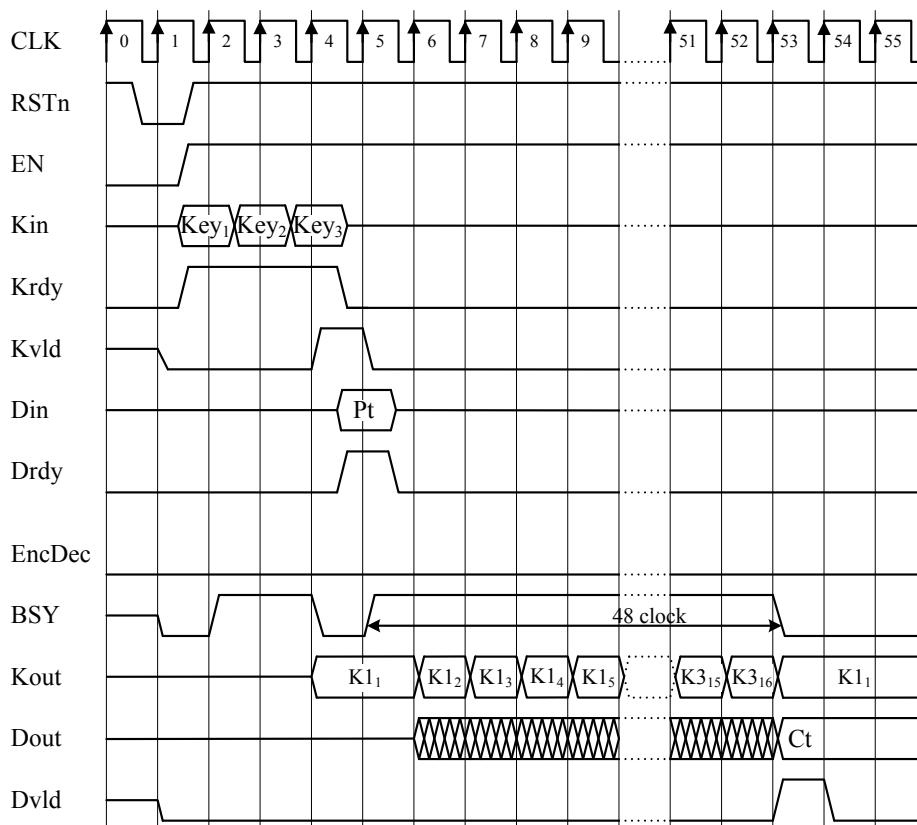 CLK 0 1 2 3 4 5 6 7 8 9 51 52 53 54 55
RSTn
EN
Kin Key₁ Key₂ Key₃
Krdy
Kvld
Din Pt
Drdy
EncDec
BSY 48 clock
Kout K1₁ K1₂ K1₃ K1₄ K1₅ K3₁₅ K3₁₆ K1₁
Dout Ct
Dvld